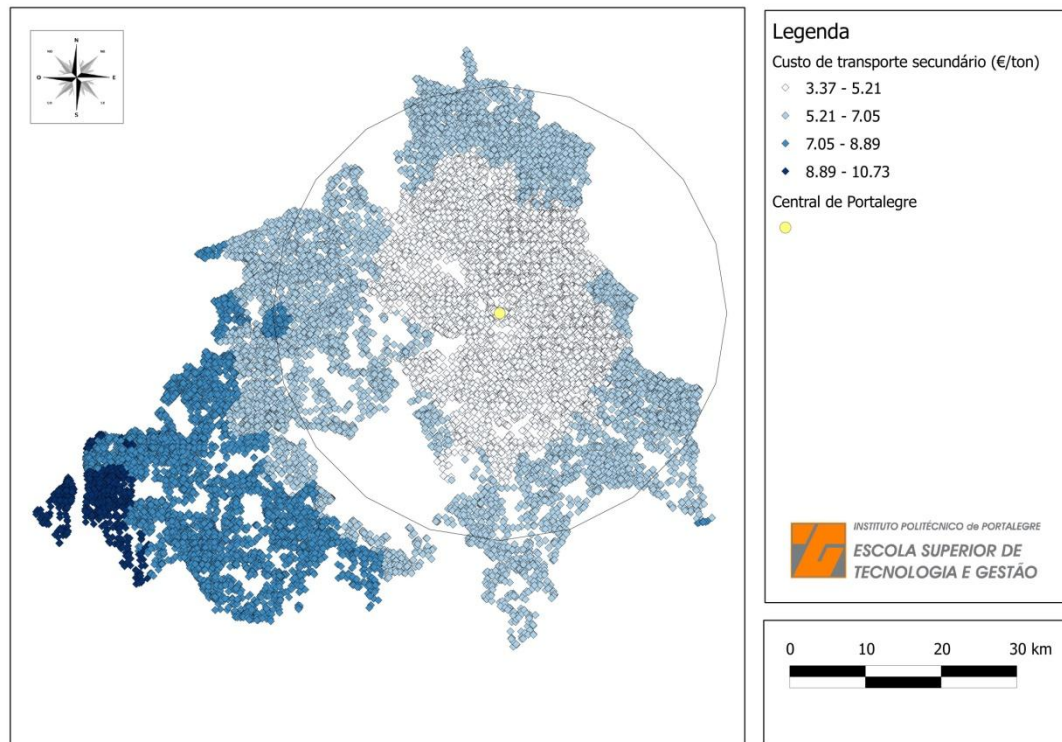 N
O
E
S
Legenda
Custo de transporte secundário (€/ton)
3.37 - 5.21
5.21 - 7.05
7.05 - 8.89
8.89 - 10.73
Central de Portalegre
INSTITUTO POLITÉCNICO de PORTALEGRE
ESCOLA SUPERIOR DE
TECNOLOGIA E GESTÃO
0 10 20 30 km